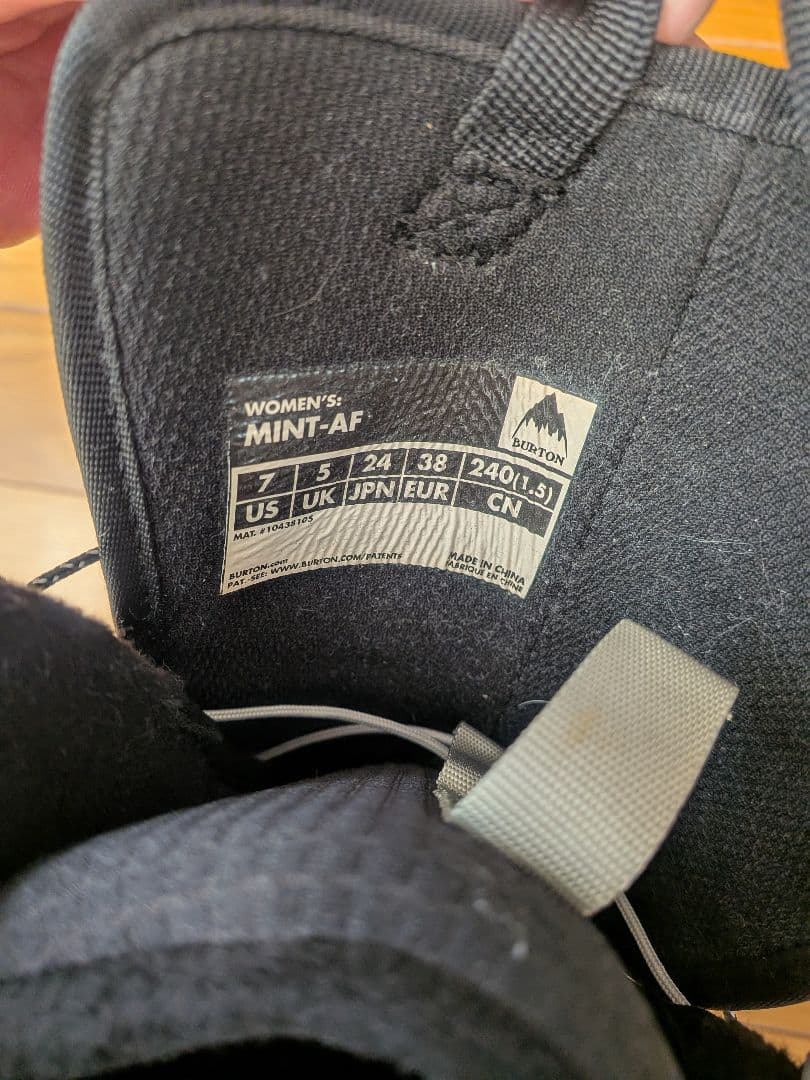 WOMEN'S:
MINT-AF
BURTON
7 5 24 38 240(1.5)
US UK JPN EUR CN
MAT. #10438105
BURTON.com
PAT.-SEE: WWW.BURTON.COM/PATENTS
MADE IN CHINA
FABRIQUE EN CHINE